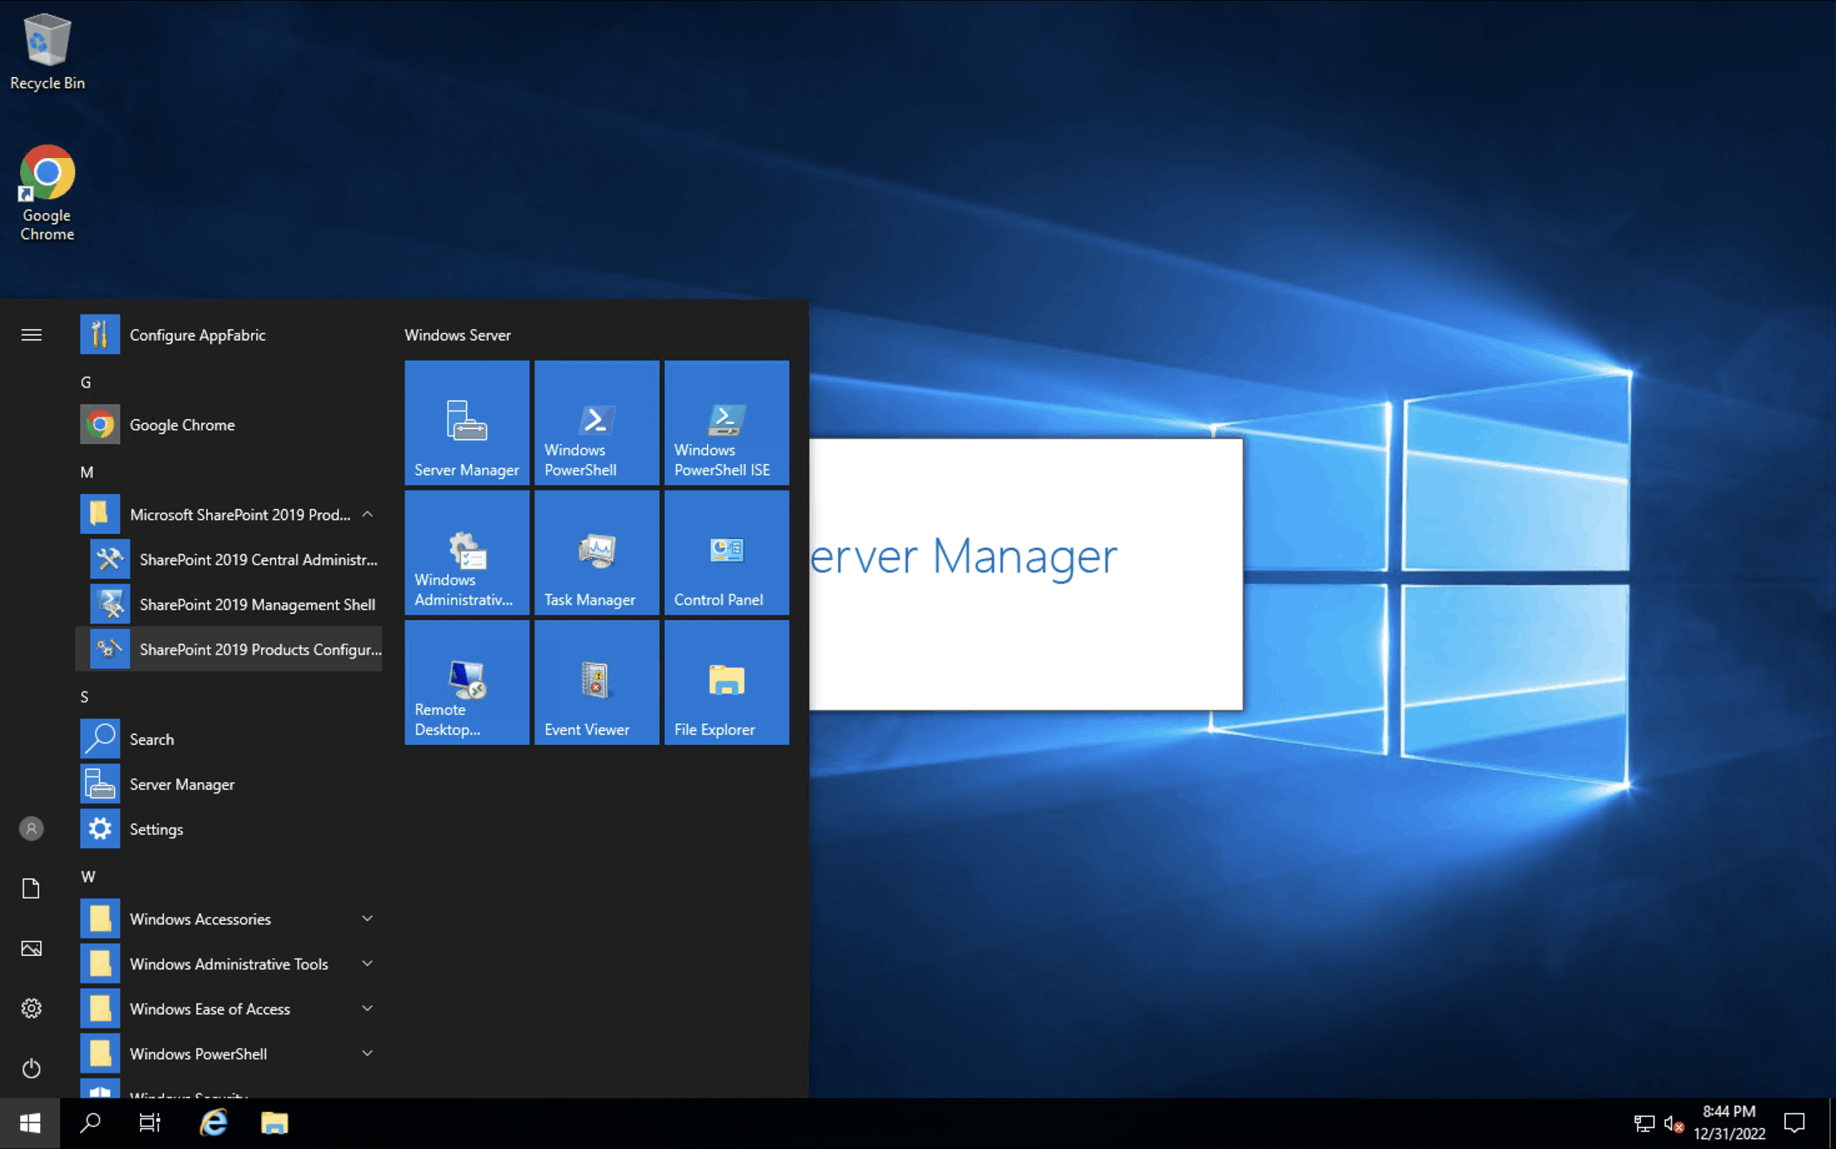 Recycle Bin
Google
Chrome
Configure AppFabric
G
Google Chrome
M
Microsoft SharePoint 2019 Prod...
SharePoint 2019 Central Administr...
SharePoint 2019 Management Shell
SharePoint 2019 Products Configur...
S
Search
Server Manager
Settings
W
Windows Accessories
Windows Administrative Tools
Windows Ease of Access
Windows PowerShell
Windows Security
Windows Server
Server Manager
Windows
PowerShell
Windows
PowerShell ISE
Windows
Administrativ...
Task Manager
Control Panel
Remote
Desktop...
Event Viewer
File Explorer
erver Manager
8:44 PM
12/31/2022